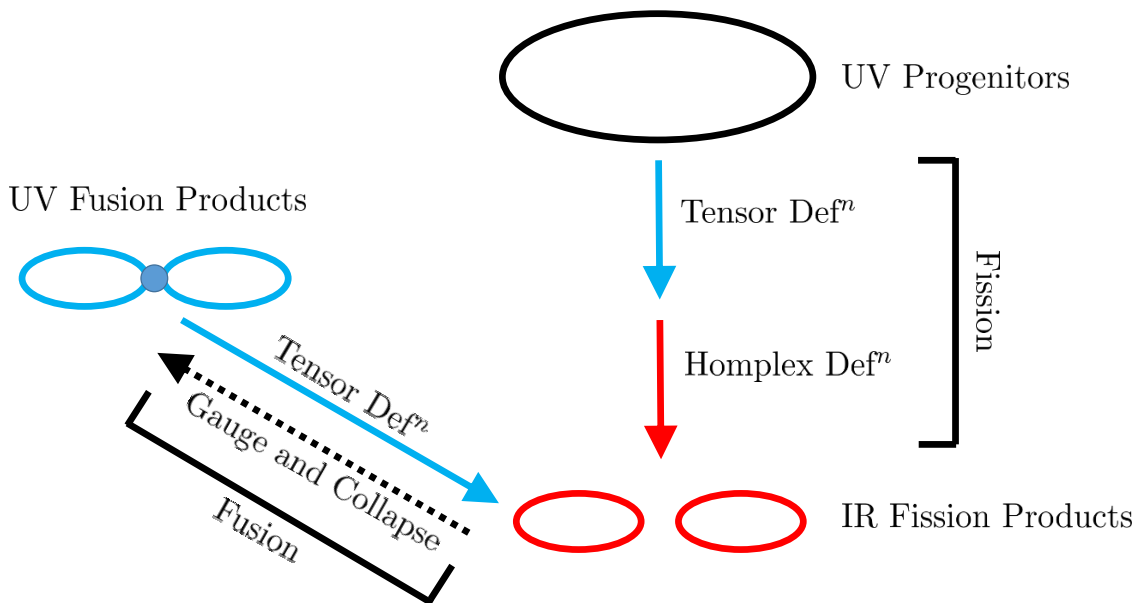 UV Progenitors
UV Fusion Products
Tensor Defⁿ
Fission
Homplex Defⁿ
Tensor Defⁿ
Gauge and Collapse
Fusion
IR Fission Products